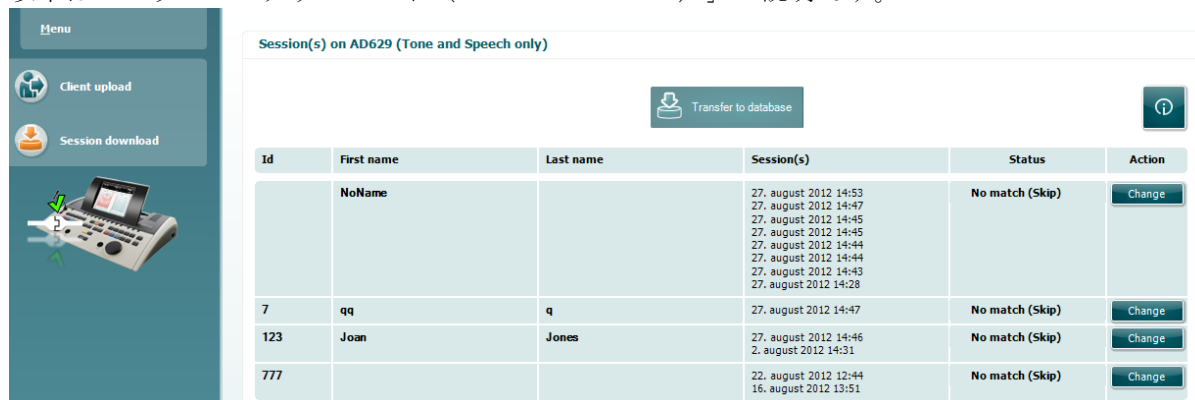 Menu
Client upload
Session download
Session(s) on AD629 (Tone and Speech only)
Transfer to database
Id First name Last name Session(s) Status Action
NoName 27. august 2012 14:53 No match (Skip) Change
27. august 2012 14:47
27. august 2012 14:45
27. august 2012 14:45
27. august 2012 14:44
27. august 2012 14:44
27. august 2012 14:43
27. august 2012 14:28
7 qq q 27. august 2012 14:47 No match (Skip) Change
123 Joan Jones 27. august 2012 14:46 No match (Skip) Change
2. august 2012 14:31
777 22. august 2012 12:44 No match (Skip) Change
16. august 2012 13:51